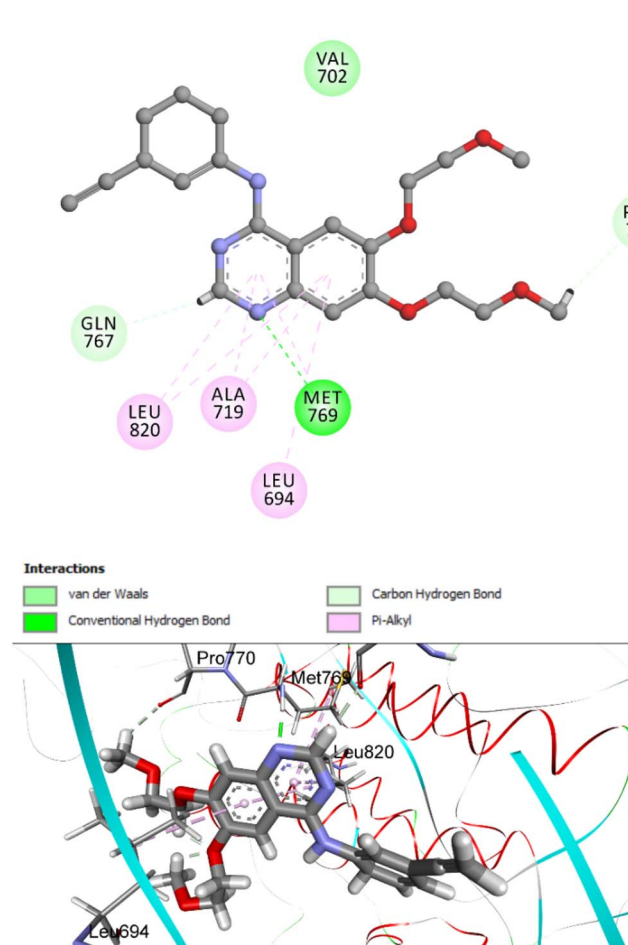 VAL
702
GLN
767
LEU
820
ALA
719
MET
769
LEU
694
Interactions
van der Waals
Conventional Hydrogen Bond
Carbon Hydrogen Bond
Pi-Alkyl
Pro770
Met769
Leu820
Leu694